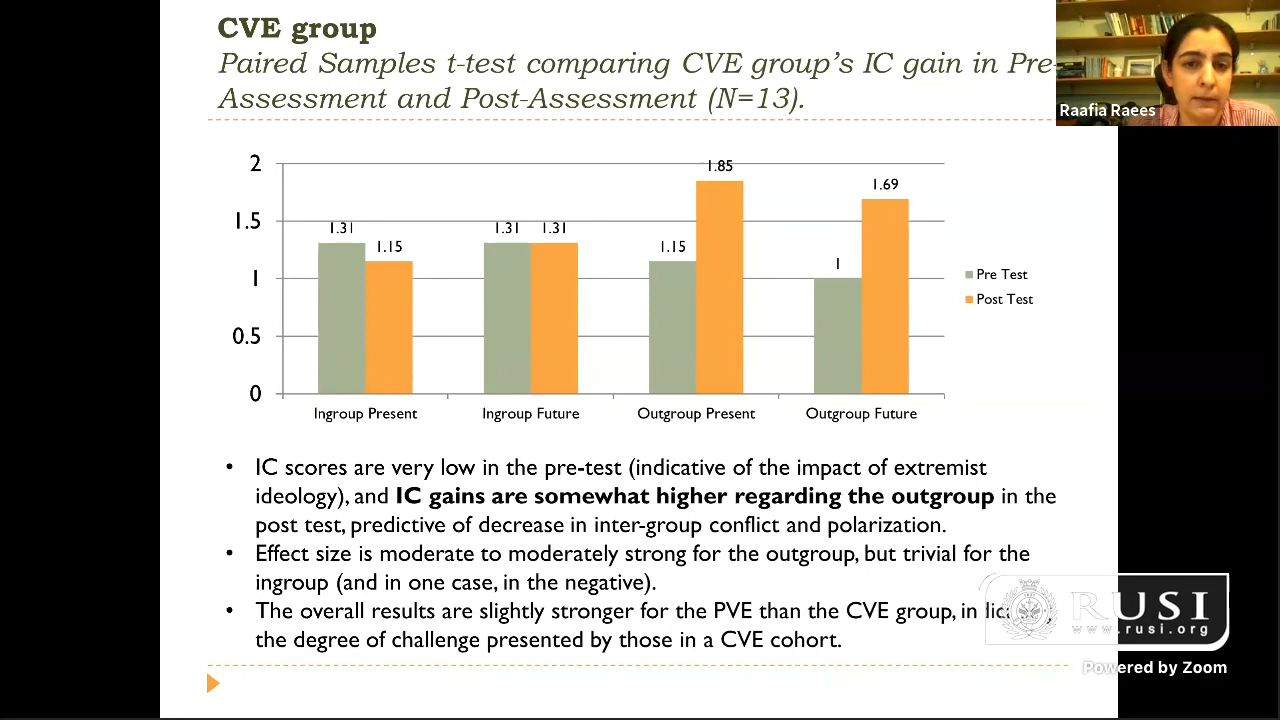 CVE group
Paired Samples t-test comparing CVE group's IC gain in Pre-
Assessment and Post-Assessment (N=13).
Raafia Raees
2
1.5
1
0.5
0
1.31
1.15
1.31
1.31
1.15
1.85
1
1.69
Ingroup Present
Ingroup Future
Outgroup Present
Outgroup Future
Pre Test
Post Test
• IC scores are very low in the pre-test (indicative of the impact of extremist
ideology), and IC gains are somewhat higher regarding the outgroup in the
post test, predictive of decrease in inter-group conflict and polarization.
• Effect size is moderate to moderately strong for the outgroup, but trivial for the
ingroup (and in one case, in the negative).
• The overall results are slightly stronger for the PVE than the CVE group,
the degree of challenge presented by those in a CVE cohort.
RUSI
www.rusi.org
Powered by Zoom